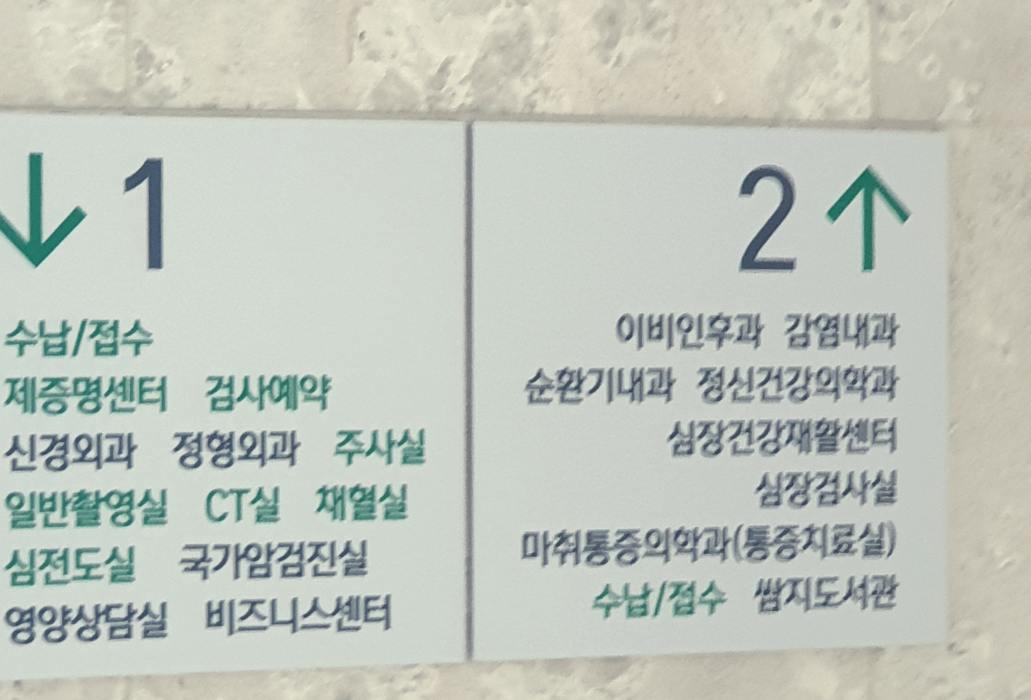 ↓ 1
수납/접수
제증명센터 검사예약
신경외과 정형외과 주사실
일반촬영실 CT실 채혈실
심전도실 국가암검진실
영양상담실 비즈니스센터
2 ↑
이비인후과 감염내과
순환기내과 정신건강의학과
심장건강재활센터
심장검사실
마취통증의학과(통증치료실)
수납/접수 쌈지도서관